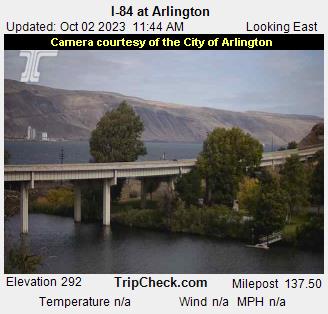 I-84 at Arlington
Updated: Oct 02 2023 11:44 AM Looking East
Camera courtesy of the City of Arlington
Elevation 292 TripCheck.com Milepost 137.50
Temperature n/a Wind n/a MPH n/a